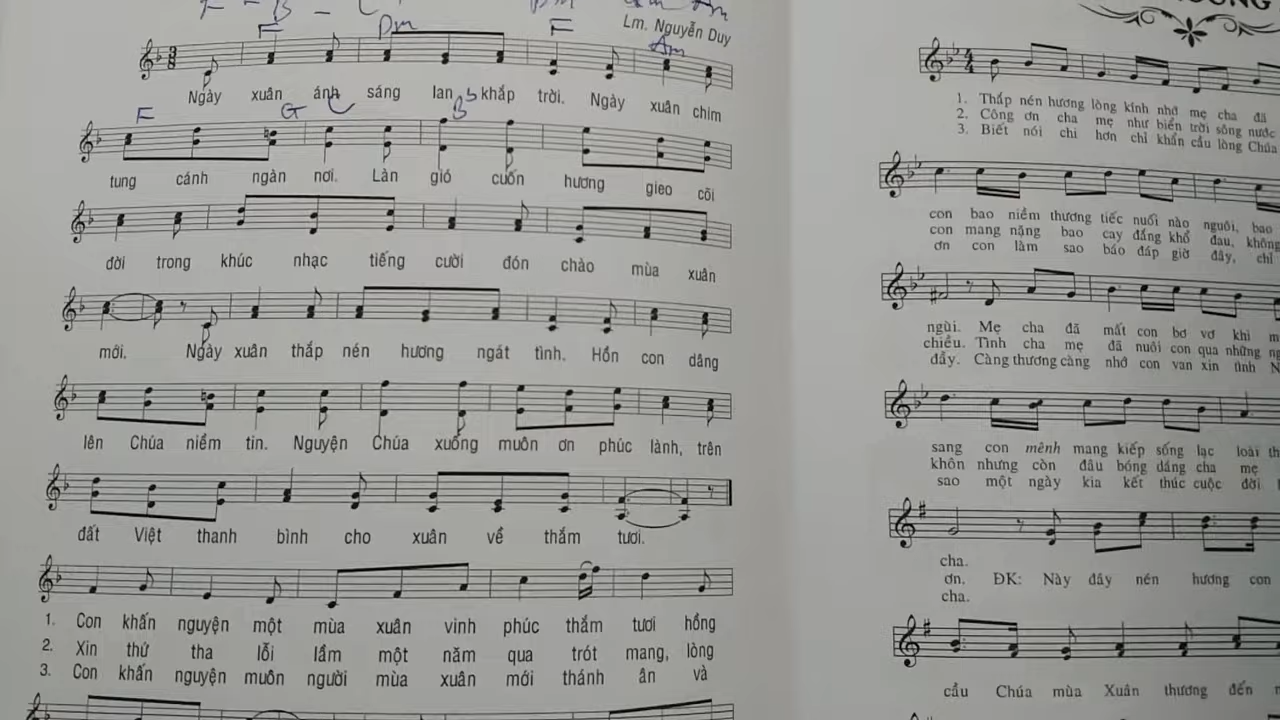 Lm. Nguyễn Duy
F Dm F Am
Ngày xuân ánh sáng lan khắp trời. Ngày xuân chim
F G C B
tung cánh ngàn nơi. Làn gió cuốn hương gieo cõi
đời trong khúc nhạc tiếng cười đón chào mùa xuân
mới. Ngày xuân thắp nén hương ngát tình. Hồn con dâng
lên Chúa niềm tin. Nguyện Chúa xuống muôn ơn phúc lành, trên
đất Việt thanh bình cho xuân về thắm tươi.
1. Con khấn nguyện một mùa xuân vinh phúc thắm tươi hồng
2. Xin thứ tha lỗi lầm một năm qua trót mang, lòng
3. Con khấn nguyện muôn người mùa xuân mới thánh ân và
1. Thắp nén hương lòng kính nhớ mẹ cha đã
2. Công ơn cha mẹ như biển trời sông nước
3. Biết nói chi hơn chỉ khẩn cầu lòng Chúa
con bao niềm thương tiếc nuối nào nguôi, bao
con mang nặng bao cay đắng khổ đau, không
ơn con làm sao báo đáp giờ đây, chỉ
ngùi. Mẹ cha đã mất con bơ vơ khi
chiều. Tình cha mẹ đã nuôi con qua những
đầy. Càng thương càng nhớ con van xin tình
sang con mênh mang kiếp sống lạc loài
khôn nhưng còn đâu bóng dáng cha mẹ
sao một ngày kia kết thúc cuộc đời
cha.
ơn. ĐK: Này đây nén hương con
cha.
cầu Chúa mùa Xuân thương đến